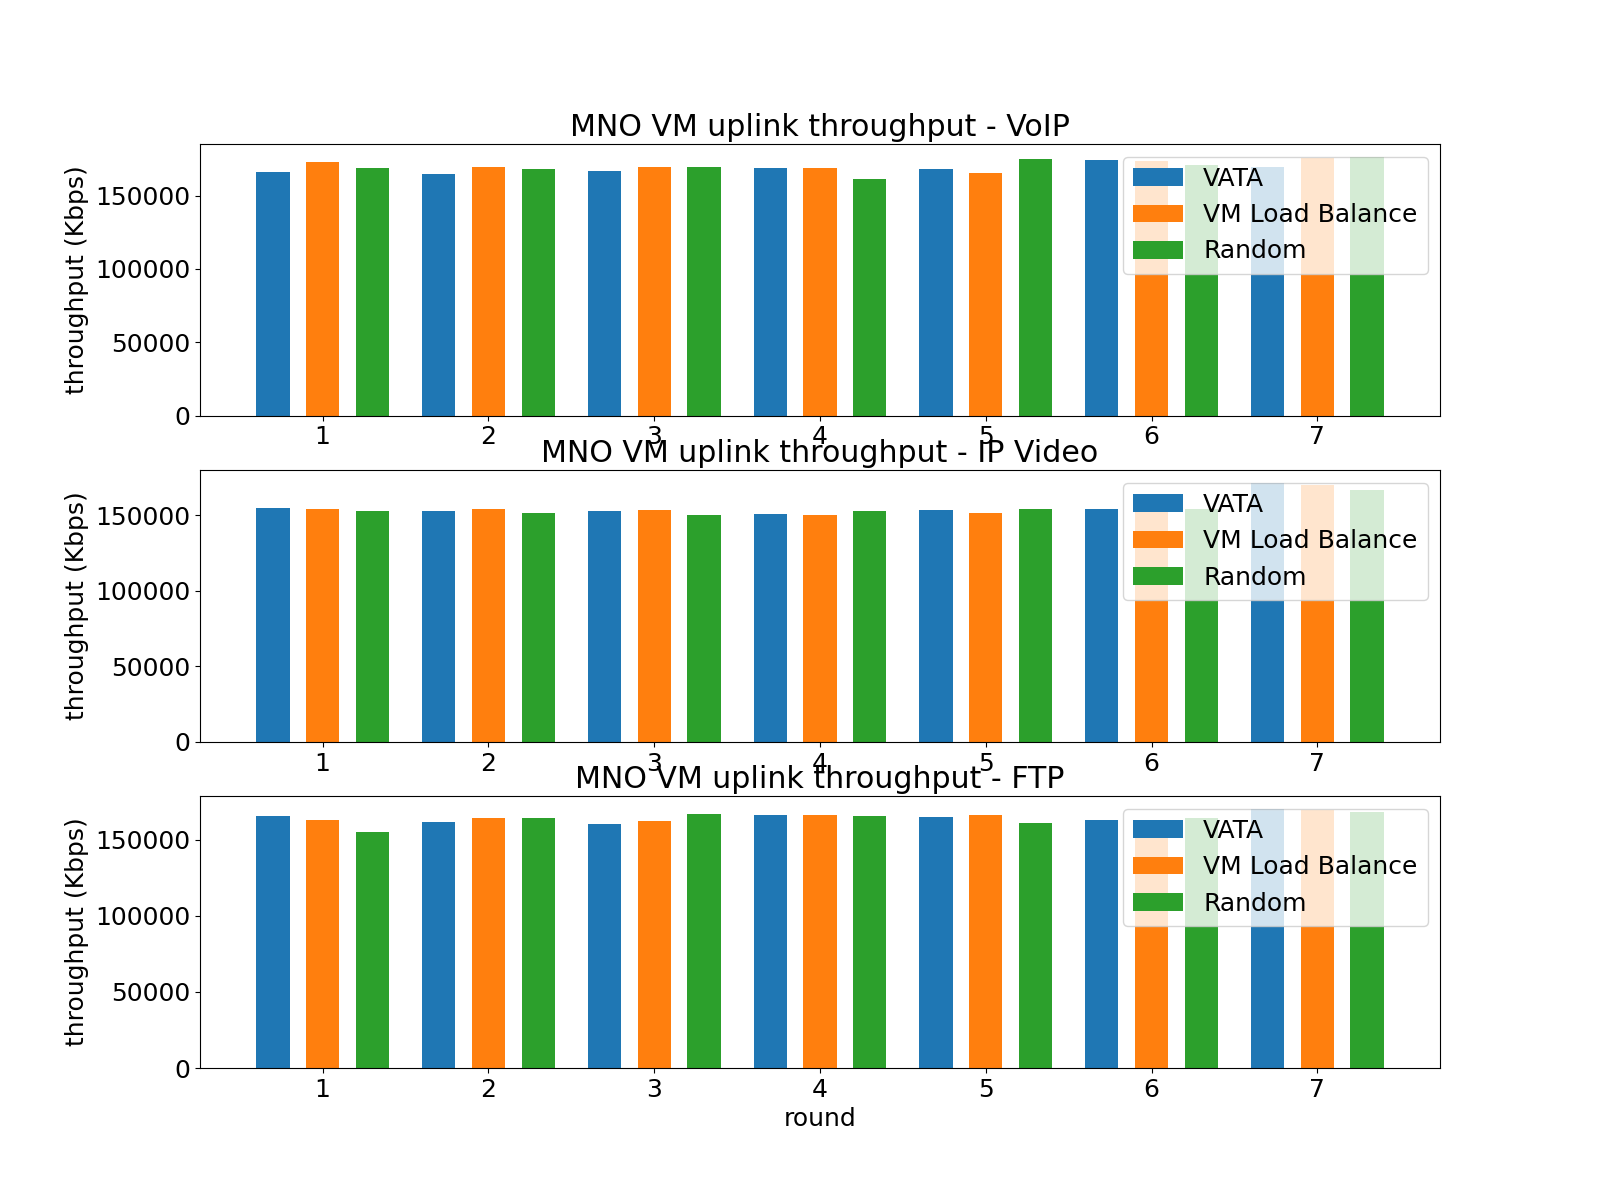 MNO VM uplink throughput - VoIP
throughput (Kbps)
150000
100000
50000
0
VATA
VM Load Balance
Random
1 2 3 4 5 6 7
MNO VM uplink throughput - IP Video
throughput (Kbps)
150000
100000
50000
0
VATA
VM Load Balance
Random
1 2 3 4 5 6 7
MNO VM uplink throughput - FTP
throughput (Kbps)
150000
100000
50000
0
VATA
VM Load Balance
Random
1 2 3 4 5 6 7
round